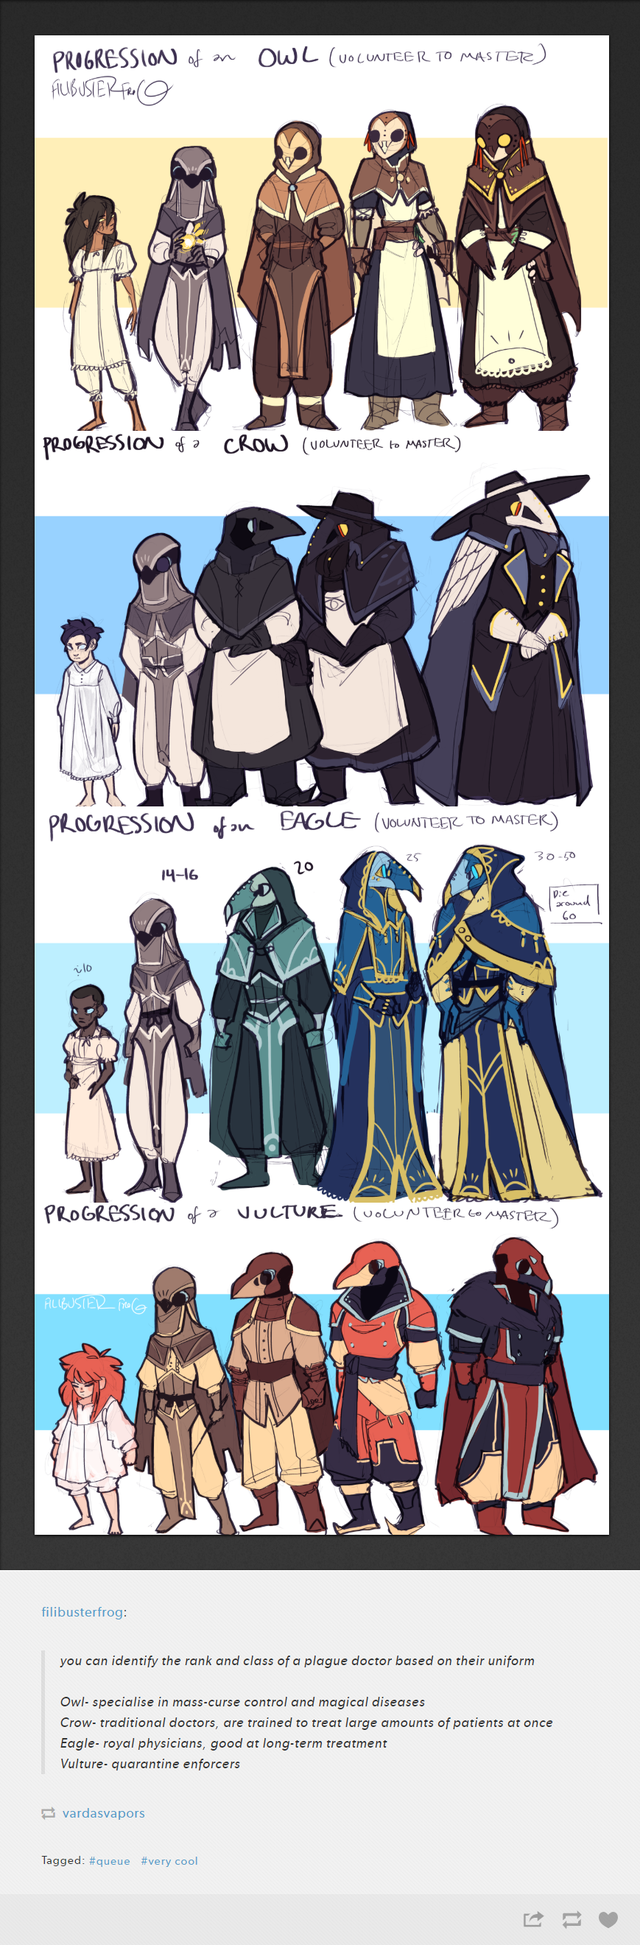 PROGRESSION of an OWL (VOLUNTEER TO MASTER)
FILIBUSTERFROG
PROGRESSION of a CROW (VOLUNTEER to MASTER)
PROGRESSION of an EAGLE (VOLUNTEER TO MASTER)
14-16
20
25
30-50
Die
around
60
10
PROGRESSION of a VULTURE (VOLUNTEER to MASTER)
FILIBUSTER FROG
filibusterfrog:
you can identify the rank and class of a plague doctor based on their uniform
Owl- specialise in mass-curse control and magical diseases
Crow- traditional doctors, are trained to treat large amounts of patients at once
Eagle- royal physicians, good at long-term treatment
Vulture- quarantine enforcers
vardasvapors
Tagged: #queue #very cool